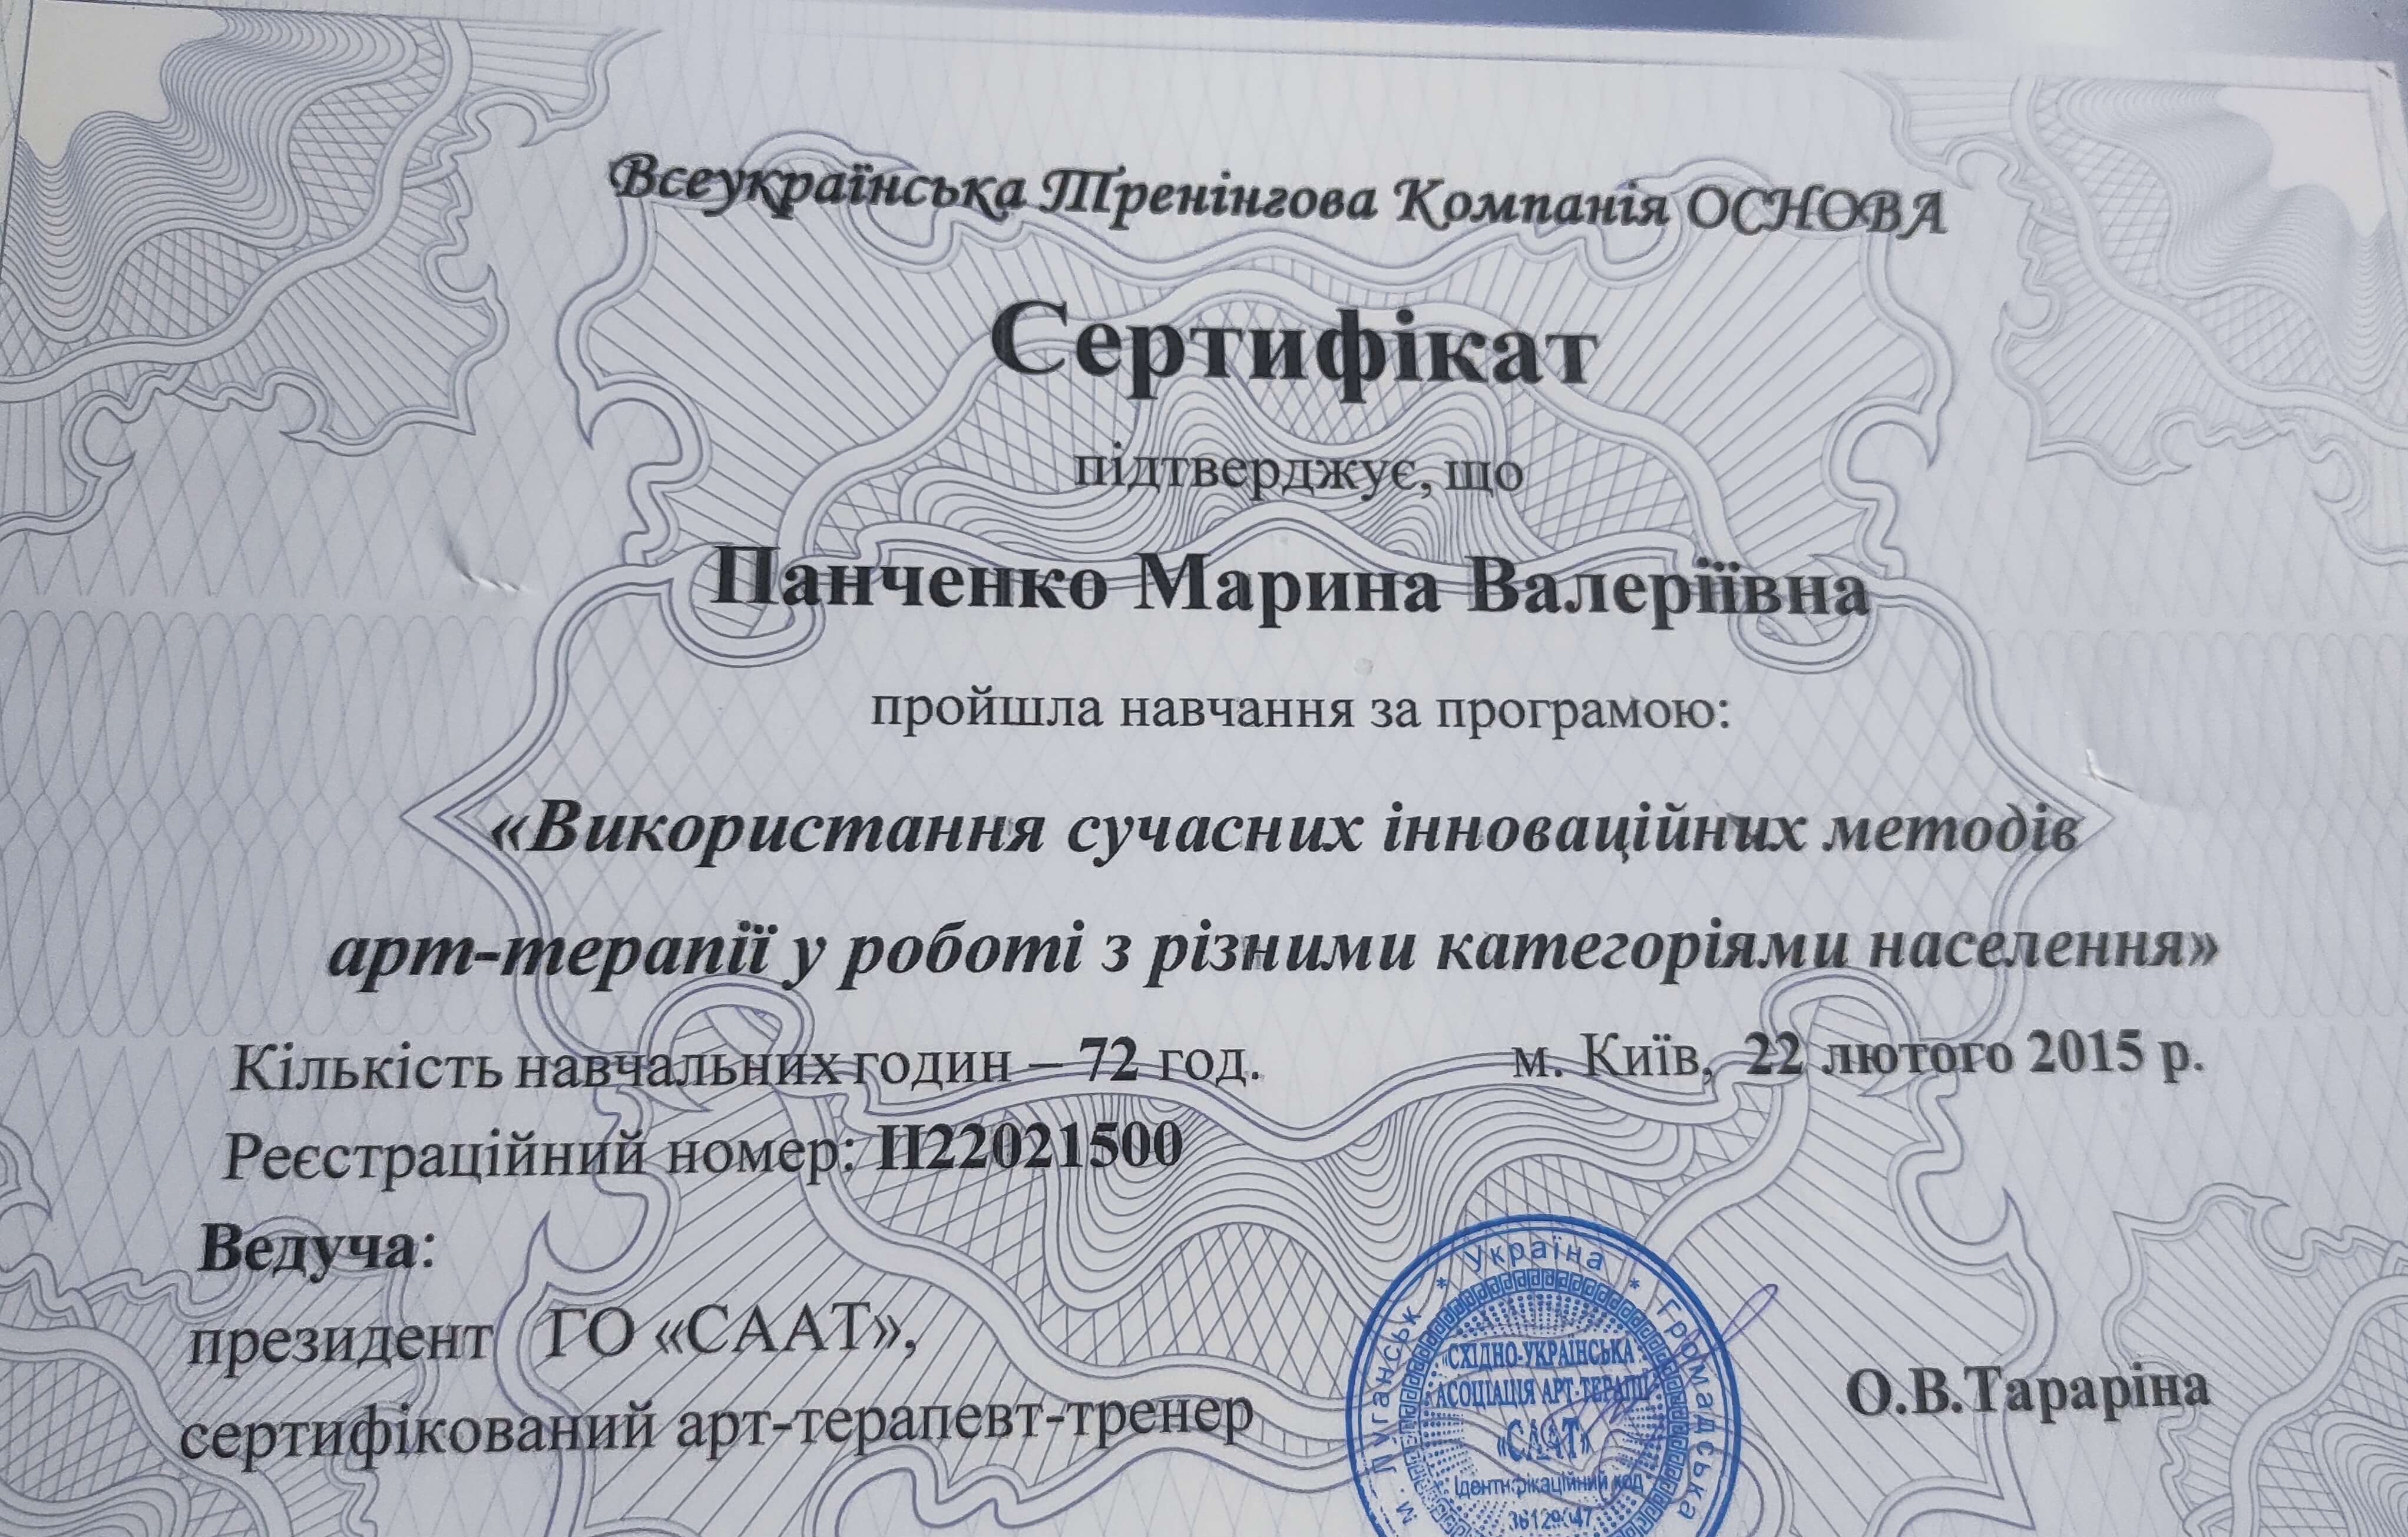 Всеукраїнська Тренінгова Компанія ОСНОВА
Сертифікат
підтверджує, що
Панченко Марина Валеріївна
пройшла навчання за програмою:
«Використання сучасних інноваційних методів
арт-терапії у роботі з різними категоріями населення»
Кількість навчальних годин – 72 год. м. Київ, 22 лютого 2015 р.
Реєстраційний номер: П22021500
Ведуча:
президент ГО «СААТ»,
сертифікований арт-терапевт-тренер
О.В.Тараріна
м. Луганськ * Україна * Громадська
«СХІДНО-УКРАЇНСЬКА
АСОЦІАЦІЯ АРТ-ТЕРАПІЇ
«СААТ»
Ідентифікаційний код